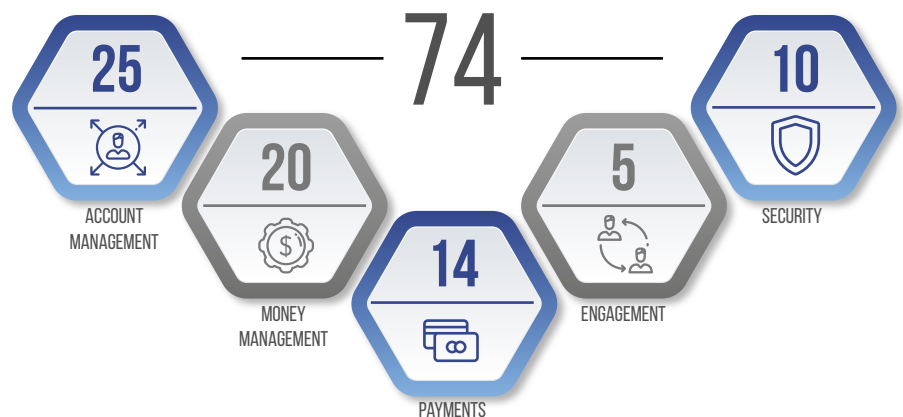 74
25
ACCOUNT
MANAGEMENT
20
$
MONEY
MANAGEMENT
14
PAYMENTS
5
ENGAGEMENT
10
SECURITY